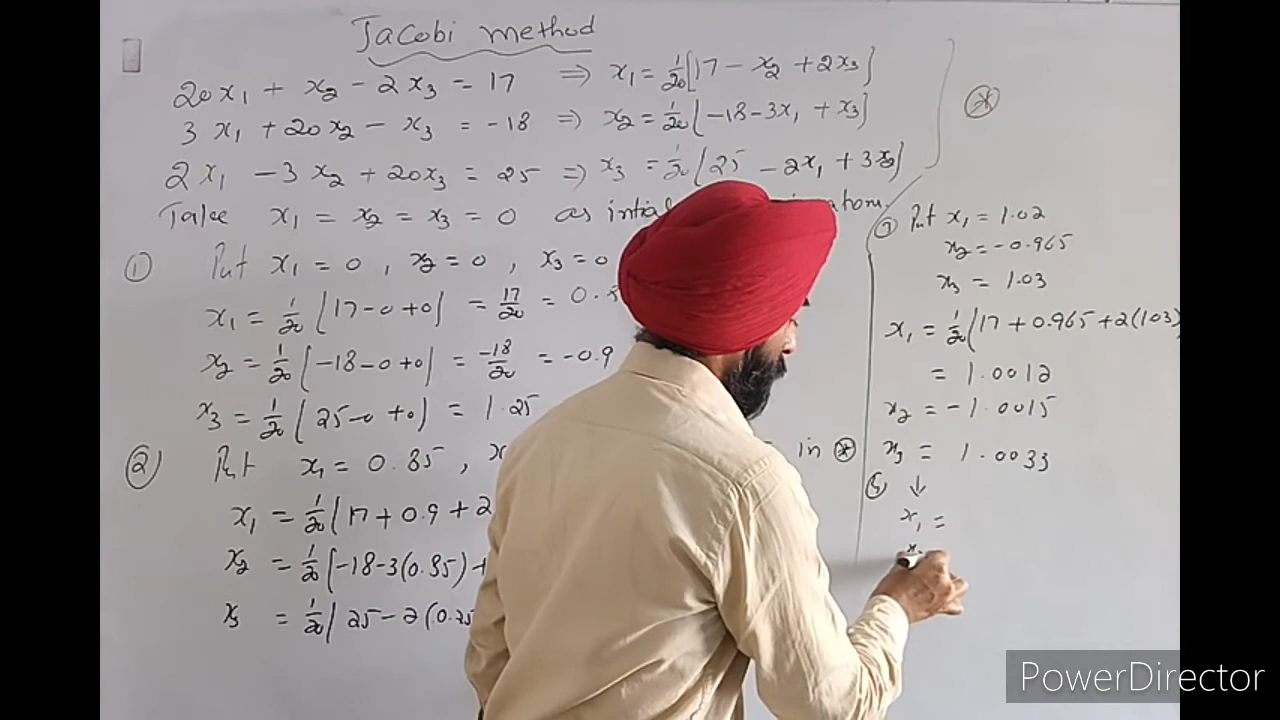 Jacobi method
20x₁ + x₂ - 2x₃ = 17 ⇒ x₁ = 1/20 [17 - x₂ + 2x₃]
3x₁ + 20x₂ - x₃ = -18 ⇒ x₂ = 1/20 [-18 - 3x₁ + x₃]
2x₁ - 3x₂ + 20x₃ = 25 ⇒ x₃ = 1/20 [25 - 2x₁ + 3x₂]
Take x₁ = x₂ = x₃ = 0 as
① Put x₁ = 0, x₂ = 0, x₃ = 0
x₁ = 1/20 [17 - 0 + 0] = 17/20 = 0.
x₂ = 1/20 [-18 - 0 + 0] = -18/20 = -0.9
x₃ = 1/20 [25 - 0 + 0] = 1.25
② Put x₁ = 0.85, in ⊛
x₁ = 1/20 [17 + 0.9 + 2
x₂ = 1/20 [-18 - 3(0.85) +
x₃ = 1/20 [25 - 2(0.
⊛
Put x₁ = 1.02
x₂ = -0.965
x₃ = 1.03
x₁ = 1/20 [17 + 0.965 + 2(1.03)
= 1.0012
x₂ = -1.0015
x₃ = 1.0033
↓
x₁ =
PowerDirector